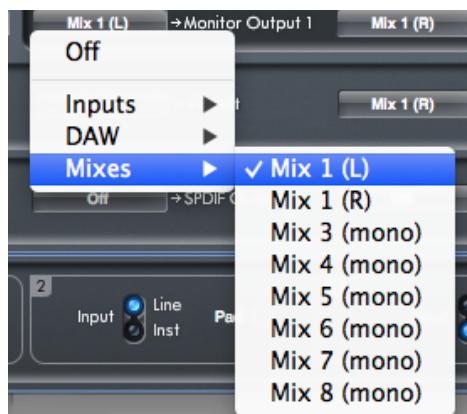 Mix 1 (L) → Monitor Output 1 Mix 1 (R)
Off
Inputs
Mix 1 (R)
DAW
Mixes
✓ Mix 1 (L)
Mix 1 (R)
Mix 3 (mono)
Mix 4 (mono)
Mix 5 (mono)
Mix 6 (mono)
Mix 7 (mono)
Mix 8 (mono)
Off → SPDIF
2
Input Line
Inst